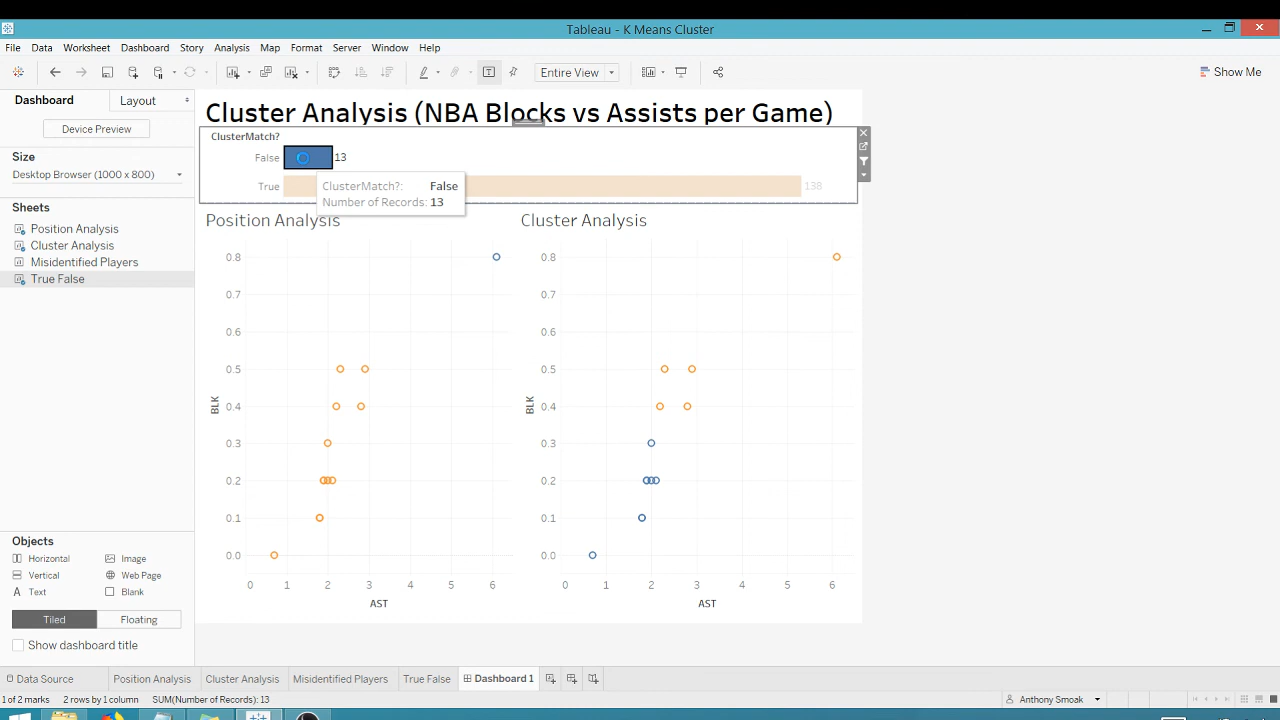 Tableau - K Means Cluster
File Data Worksheet Dashboard Story Analysis Map Format Server Window Help
Entire View
Show Me
Dashboard
Layout
Device Preview
Size
Desktop Browser (1000 x 800)
Sheets
Position Analysis
Cluster Analysis
Misidentified Players
True False
Objects
Horizontal Image
Vertical Web Page
A Text Blank
Tiled Floating
Show dashboard title
Cluster Analysis (NBA Blocks vs Assists per Game)
ClusterMatch?
False 13
True 138
ClusterMatch?: False
Number of Records: 13
Position Analysis
0.8
0.7
0.6
0.5
0.4
0.3
0.2
0.1
0.0
BLK
0 1 2 3 4 5 6
AST
Cluster Analysis
0.8
0.7
0.6
0.5
0.4
0.3
0.2
0.1
0.0
BLK
0 1 2 3 4 5 6
AST
Data Source Position Analysis Cluster Analysis Misidentified Players True False Dashboard 1
1 of 2 marks 2 rows by 1 column SUM(Number of Records): 13 Anthony Smoak